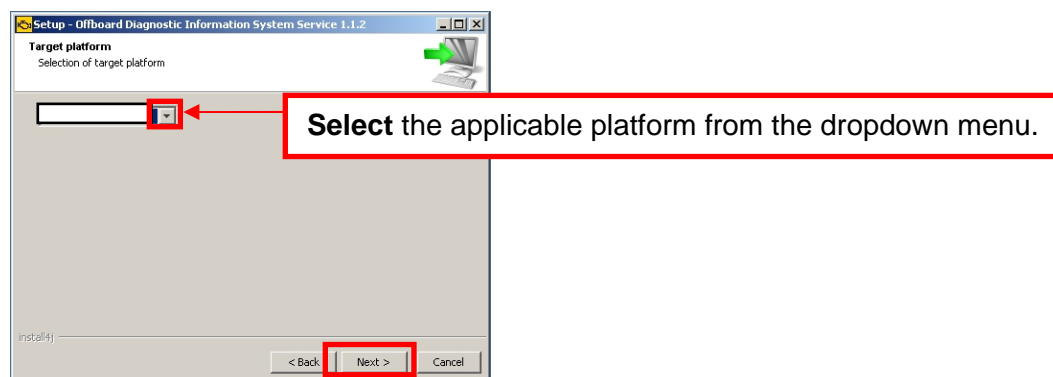 Setup - Offboard Diagnostic Information System Service 1.1.2
Target platform
Selection of target platform
Select the applicable platform from the dropdown menu.
install4j
< Back
Next >
Cancel